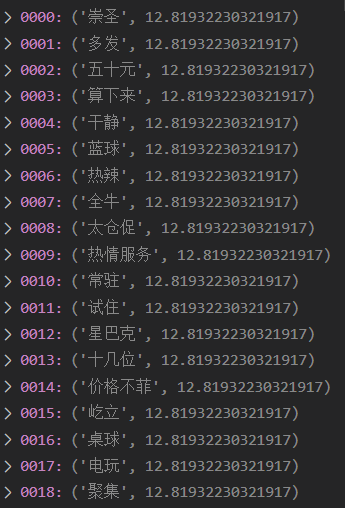 > 0000: ('崇圣', 12.81932230321917)
> 0001: ('多发', 12.81932230321917)
> 0002: ('五十元', 12.81932230321917)
> 0003: ('算下来', 12.81932230321917)
> 0004: ('干静', 12.81932230321917)
> 0005: ('蓝球', 12.81932230321917)
> 0006: ('热辣', 12.81932230321917)
> 0007: ('全牛', 12.81932230321917)
> 0008: ('太仓促', 12.81932230321917)
> 0009: ('热情服务', 12.81932230321917)
> 0010: ('常驻', 12.81932230321917)
> 0011: ('试住', 12.81932230321917)
> 0012: ('星巴克', 12.81932230321917)
> 0013: ('十几位', 12.81932230321917)
> 0014: ('价格不菲', 12.81932230321917)
> 0015: ('屹立', 12.81932230321917)
> 0016: ('桌球', 12.81932230321917)
> 0017: ('电玩', 12.81932230321917)
> 0018: ('聚集', 12.81932230321917)